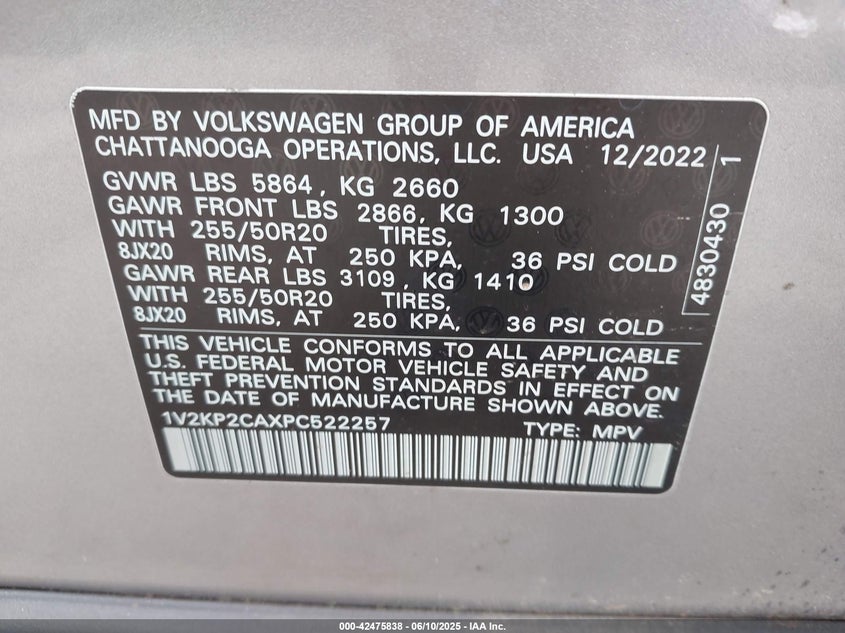 MFD BY VOLKSWAGEN GROUP OF AMERICA
CHATTANOOGA OPERATIONS, LLC. USA 12/2022
GVWR LBS 5864, KG 2660
GAWR FRONT LBS 2866, KG 1300
WITH 255/50R20 TIRES,
8JX20 RIMS, AT 250 KPA, 36 PSI COLD
GAWR REAR LBS 3109, KG 1410
WITH 255/50R20 TIRES,
8JX20 RIMS, AT 250 KPA, 36 PSI COLD
4830430 1
THIS VEHICLE CONFORMS TO ALL APPLICABLE
U.S. FEDERAL MOTOR VEHICLE SAFETY AND
THEFT PREVENTION STANDARDS IN EFFECT ON
THE DATE OF MANUFACTURE SHOWN ABOVE.
1V2KP2CAXPC522257 TYPE: MPV
000-42475838 - 06/10/2025 - IAA Inc.